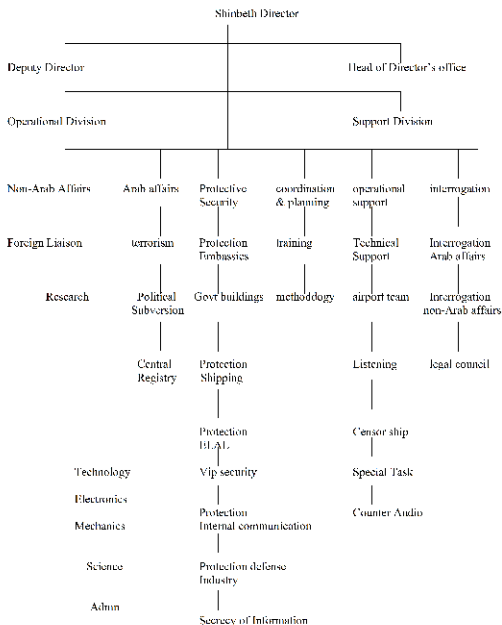 Shinbeth Director
Deputy Director
Head of Director's office
Operational Division
Support Division
Non-Arab Affairs
Arab affairs
Protective
Security
coordination
& planning
operational
support
interrogation
Foreign Liaison
terrorism
Protection
Embassies
training
Technical
Support
Interrogation
Arab affairs
Research
Political
Subversion
Govt buildings
methodogy
airport team
Interrogation
non-Arab affairs
Central
Registry
Protection
Shipping
Listening
legal council
Protection
ELAL
Censor ship
Technology
Vip security
Special Task
Electronics
Mechanics
Protection
Internal communication
Counter Audio
Science
Protection defense
Industry
Admn
Secrecy of Information